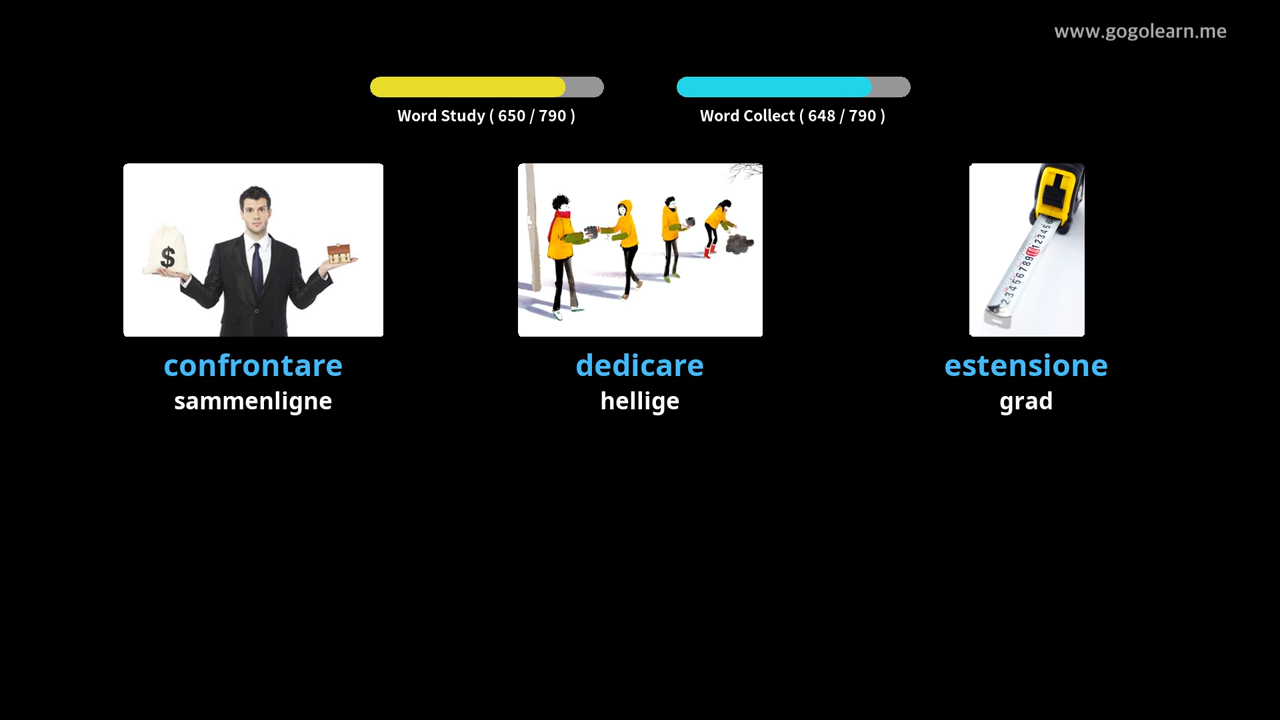 www.gogolearn.me
Word Study ( 650 / 790 )
Word Collect ( 648 / 790 )
$
confrontare
sammenligne
dedicare
hellige
estensione
grad